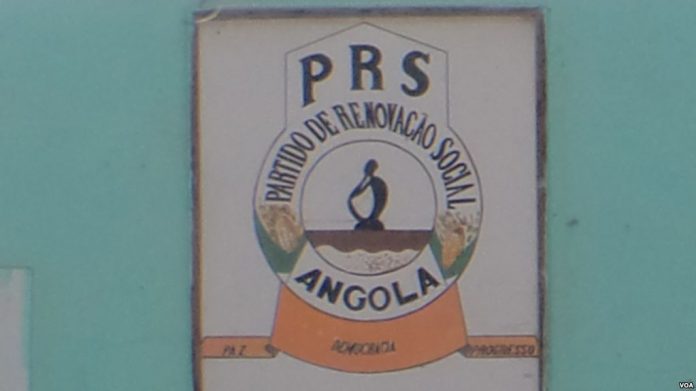 PRS
PARTIDO DE RENOVAÇÃO SOCIAL
ANGOLA
PAZ DEMOCRACIA PROGRESSO
VOA